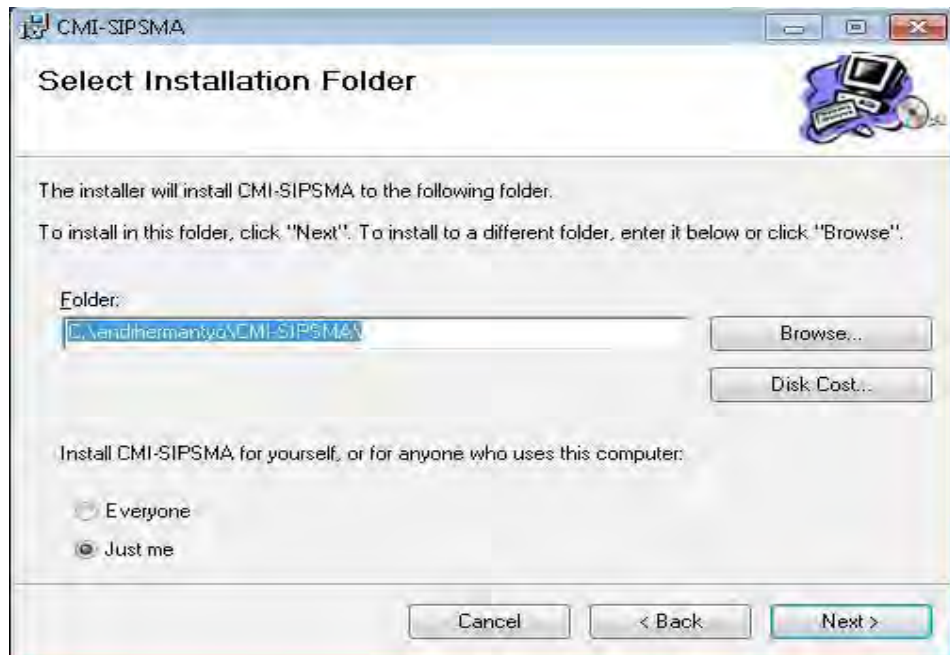 CMI-SIPSMA
Select Installation Folder
The installer will install CMI-SIPSMA to the following folder.
To install in this folder, click "Next". To install to a different folder, enter it below or click "Browse".
Folder:
C:\andihermantyo\CMI-SIPSMA\
Browse...
Disk Cost...
Install CMI-SIPSMA for yourself, or for anyone who uses this computer:
Everyone
Just me
Cancel
< Back
Next >